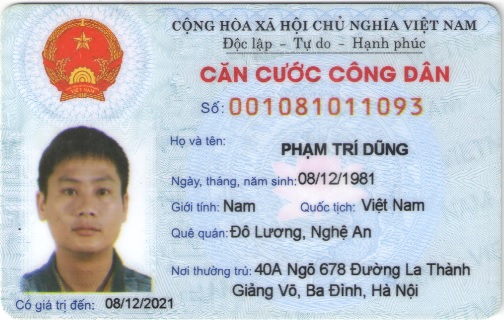 CỘNG HÒA XÃ HỘI CHỦ NGHĨA VIỆT NAM
Độc lập - Tự do - Hạnh phúc
CĂN CƯỚC CÔNG DÂN
Số: 001081011093
Họ và tên:
PHẠM TRÍ DŨNG
Ngày, tháng, năm sinh: 08/12/1981
Giới tính: Nam Quốc tịch: Việt Nam
Quê quán: Đô Lương, Nghệ An
Nơi thường trú: 40A Ngõ 678 Đường La Thành
Giảng Võ, Ba Đình, Hà Nội
Có giá trị đến: 08/12/2021